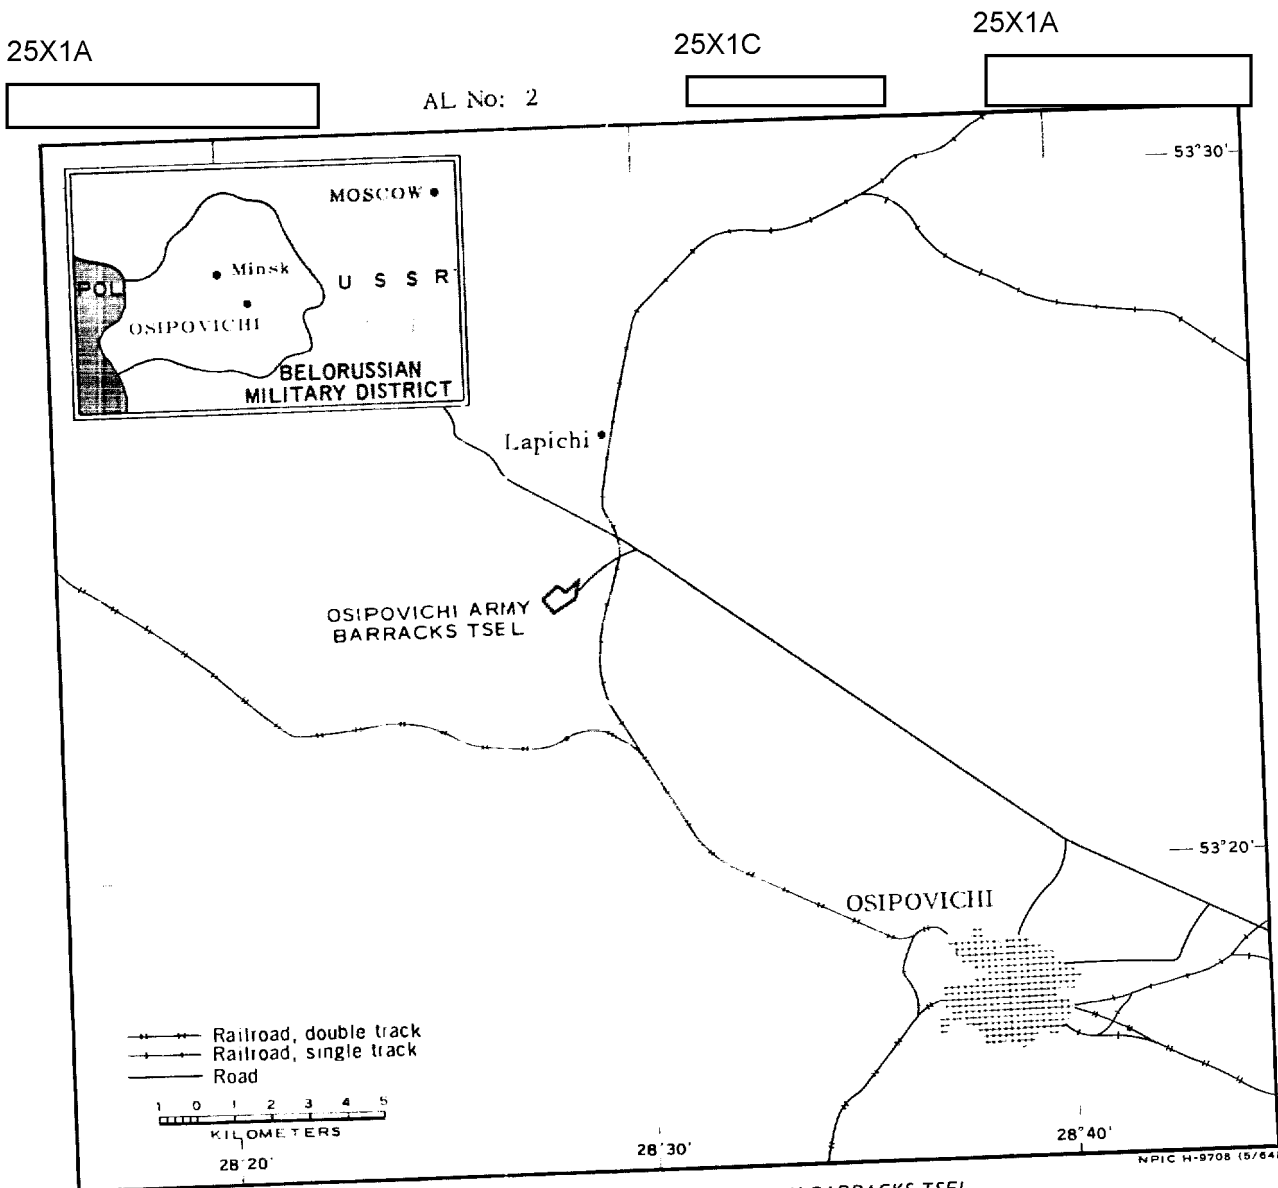 25X1A
25X1C
25X1A
AL No: 2
53°30'
MOSCOW
Minsk
U S S R
POL
OSIPOVICHI
BELORUSSIAN
MILITARY DISTRICT
Lapichi
OSIPOVICHI ARMY
BARRACKS TSEL
53°20'
OSIPOVICHI
Railroad, double track
Railroad, single track
Road
1 0 1 2 3 4 5
KILOMETERS
28°20'
28°30'
28°40'
NPIC H-9708 (5/64)
BARRACKS TSEL